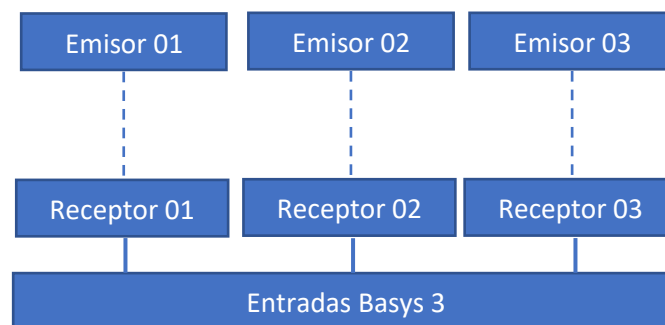 Emisor 01
Emisor 02
Emisor 03
Receptor 01
Receptor 02
Receptor 03
Entradas Basys 3